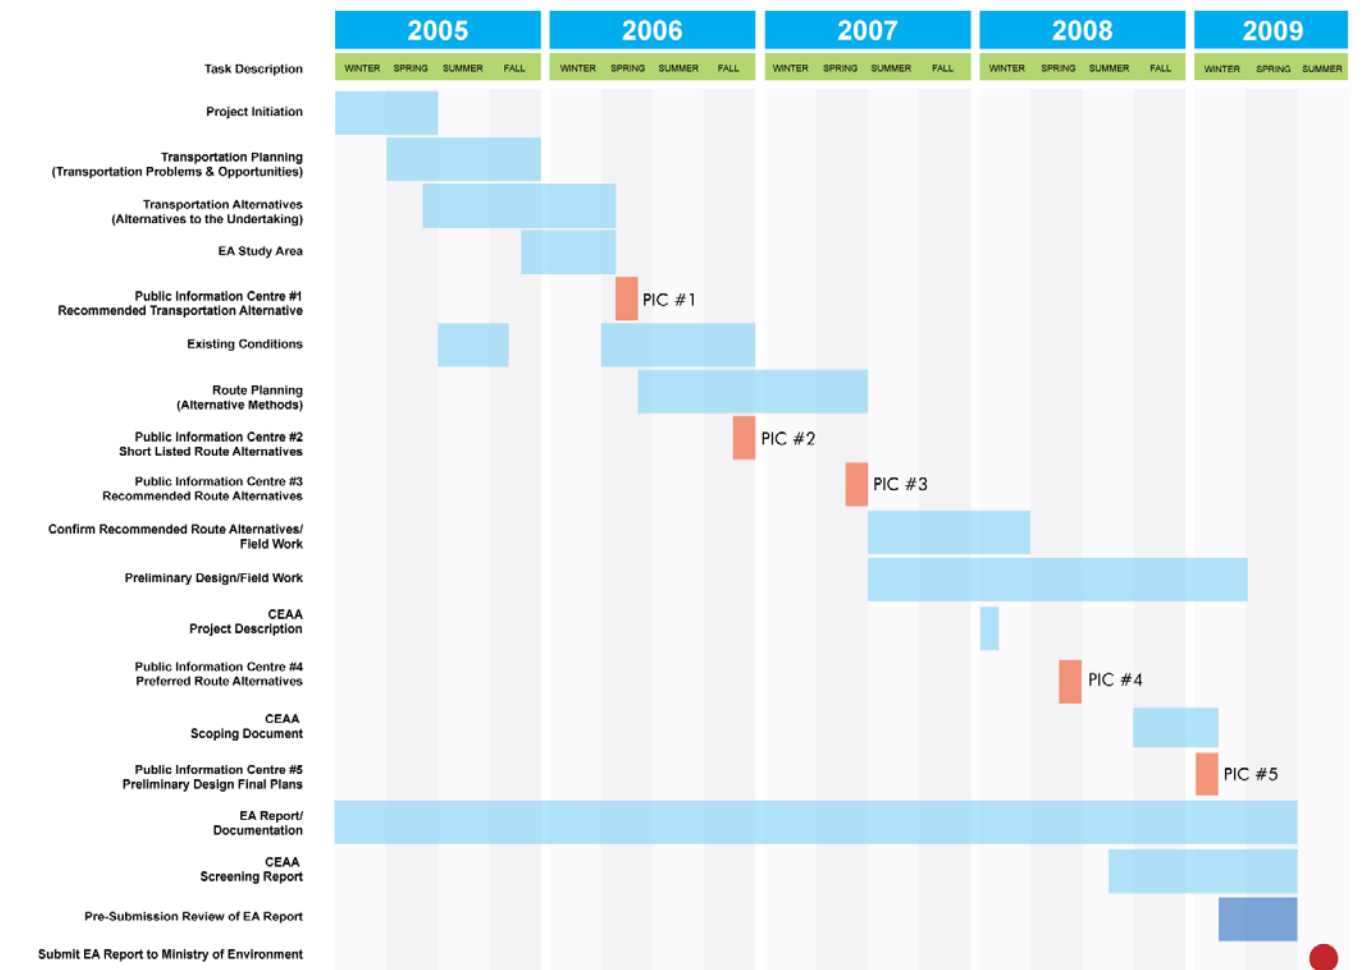 2005 2006 2007 2008 2009
Task Description WINTER SPRING SUMMER FALL WINTER SPRING SUMMER FALL WINTER SPRING SUMMER FALL WINTER SPRING SUMMER FALL WINTER SPRING SUMMER
Project Initiation
Transportation Planning
(Transportation Problems & Opportunities)
Transportation Alternatives
(Alternatives to the Undertaking)
EA Study Area
Public Information Centre #1
Recommended Transportation Alternative
PIC #1
Existing Conditions
Route Planning
(Alternative Methods)
Public Information Centre #2
Short Listed Route Alternatives
PIC #2
Public Information Centre #3
Recommended Route Alternatives
PIC #3
Confirm Recommended Route Alternatives/
Field Work
Preliminary Design/Field Work
CEAA
Project Description
Public Information Centre #4
Preferred Route Alternatives
PIC #4
CEAA
Scoping Document
Public Information Centre #5
Preliminary Design Final Plans
PIC #5
EA Report/
Documentation
CEAA
Screening Report
Pre-Submission Review of EA Report
Submit EA Report to Ministry of Environment